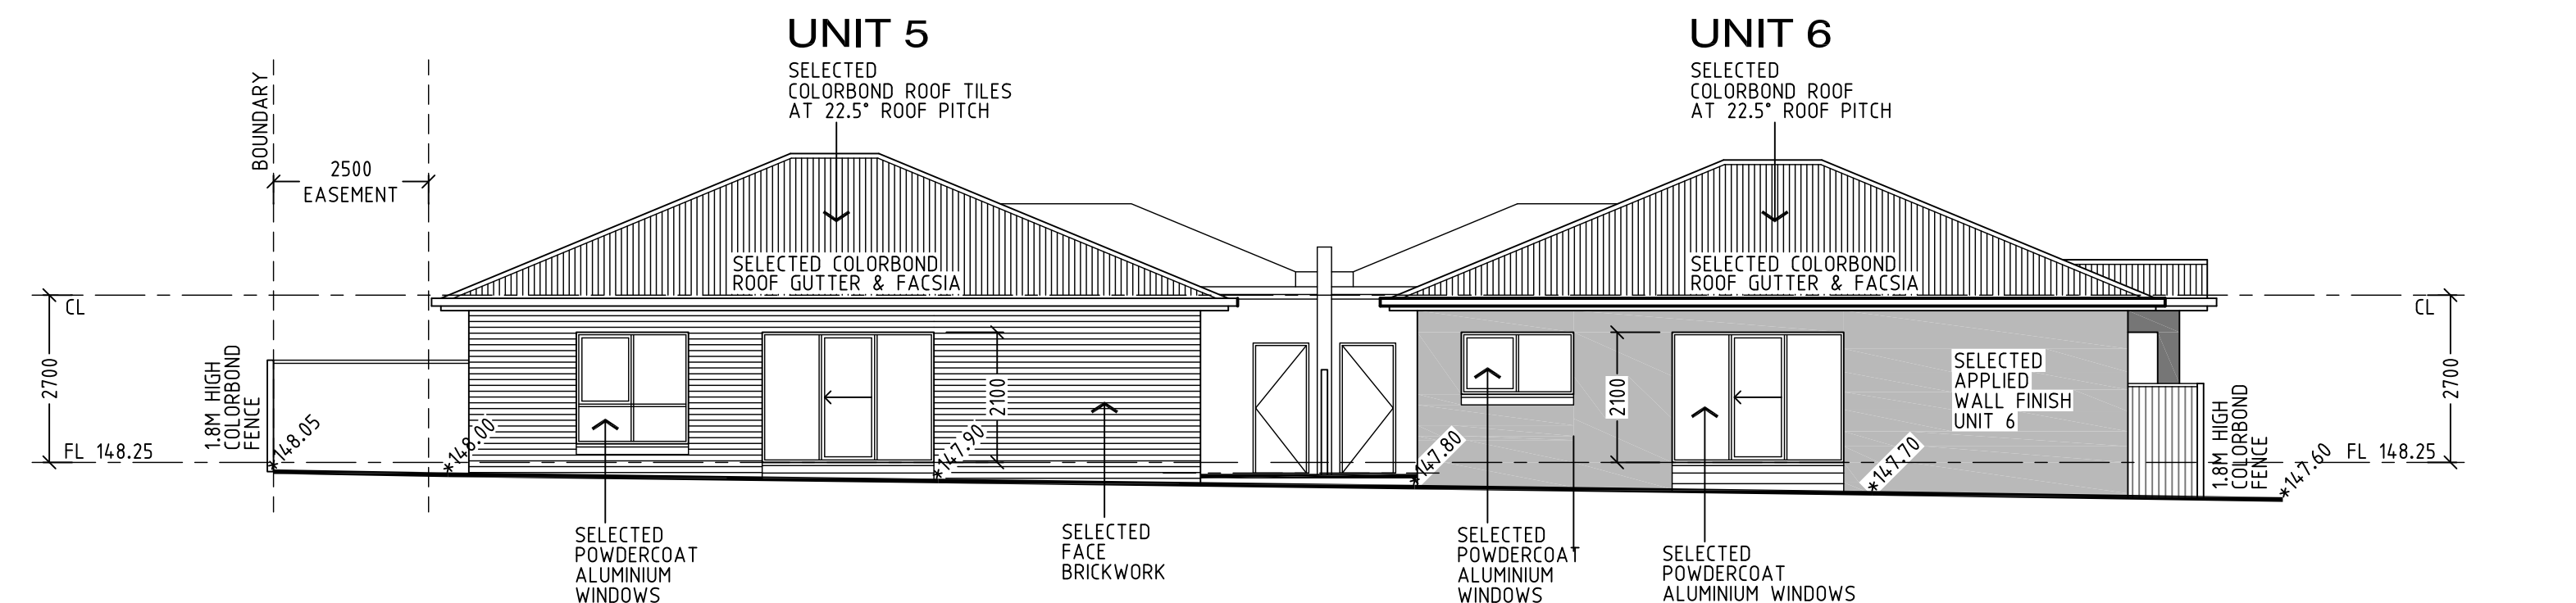 UNIT 5
SELECTED
COLORBOND ROOF TILES
AT 22.5° ROOF PITCH
UNIT 6
SELECTED
COLORBOND ROOF
AT 22.5° ROOF PITCH
BOUNDARY
2500
EASEMENT
SELECTED COLORBOND
ROOF GUTTER & FACSIA
SELECTED COLORBOND
ROOF GUTTER & FACSIA
CL
CL
2700
1.8M HIGH
COLORBOND
FENCE
2100
2100
SELECTED
APPLIED
WALL FINISH
UNIT 6
2700
1.8M HIGH
COLORBOND
FENCE
FL 148.25
*148.05
*148.00
*147.90
*147.80
*147.70
*147.60
FL 148.25
SELECTED
POWDERCOAT
ALUMINIUM
WINDOWS
SELECTED
FACE
BRICKWORK
SELECTED
POWDERCOAT
ALUMINIUM
WINDOWS
SELECTED
POWDERCOAT
ALUMINIUM WINDOWS